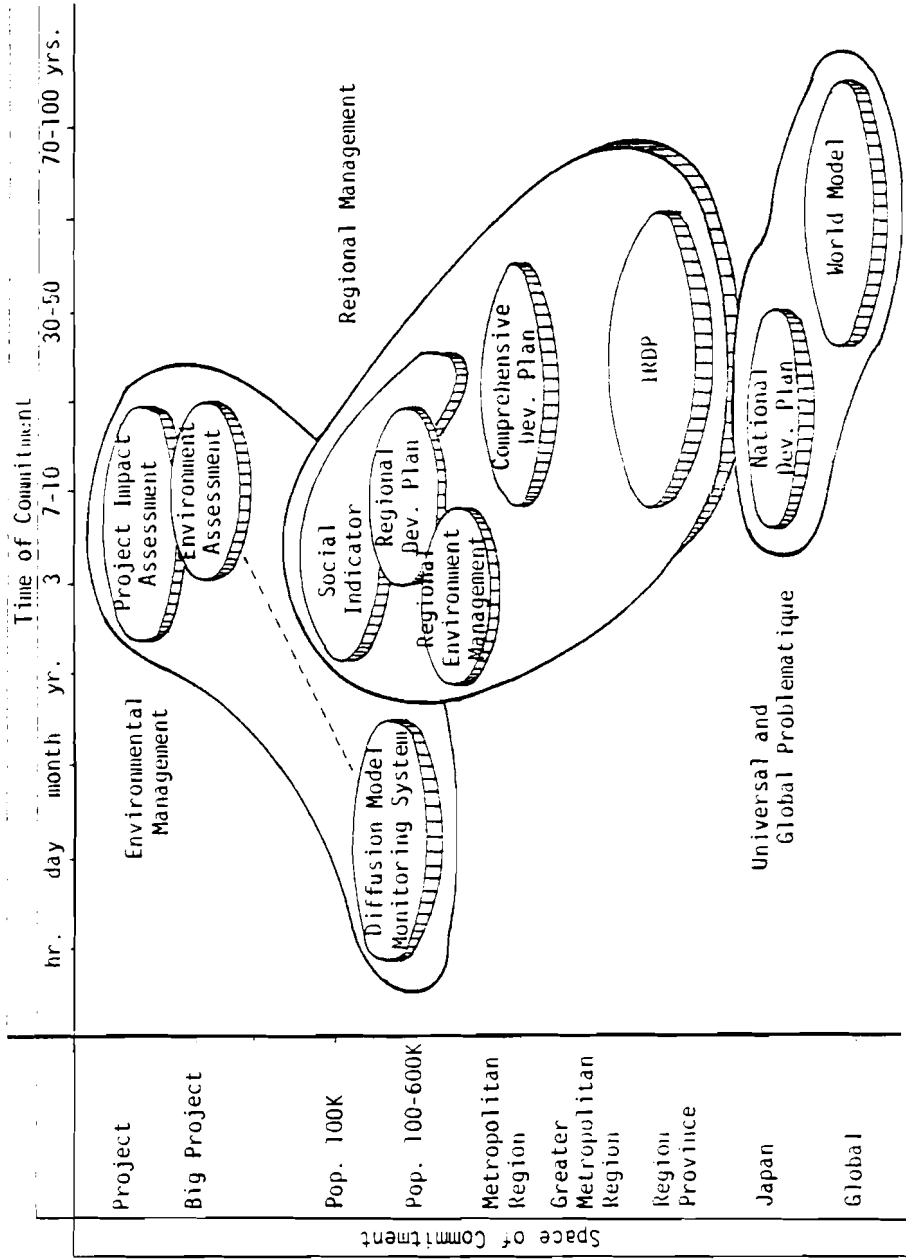 Time of Commitment
hr.
day
month
yr.
3
7-10
30-50
70-100 yrs.
Space of Commitment
Project
Big Project
Pop. 100K
Pop. 100-600K
Metropolitan
Region
Greater
Metropolitan
Region
Region
Province
Japan
Global
Environmental
Management
Project Impact
Assessment
Environment
Assessment
Diffusion Model
Monitoring System
Regional Management
Social
Indicator
Regional
Dev. Plan
Regional
Environment
Management
Comprehensive
Dev. Plan
IRDP
Universal and
Global Problematique
National
Dev. Plan
World Model